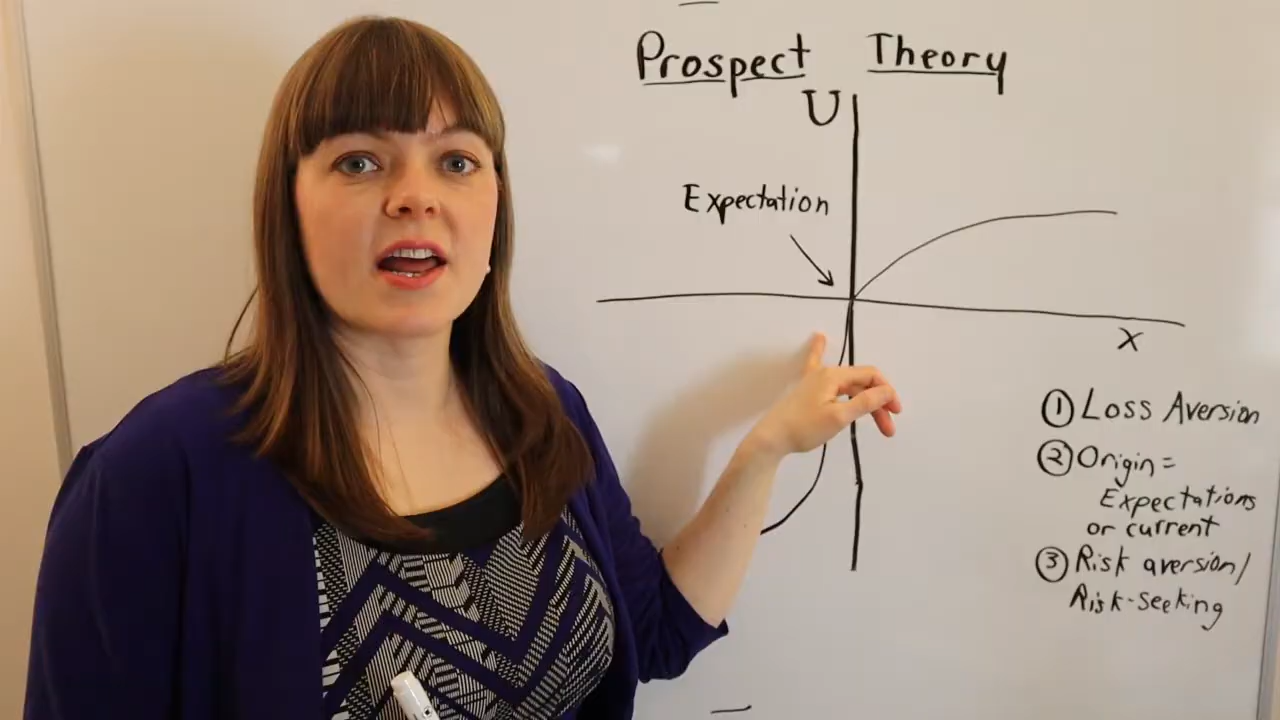 Prospect Theory
U
Expectation
x
① Loss Aversion
② Origin =
Expectations
or current
③ Risk aversion/
Risk-seeking